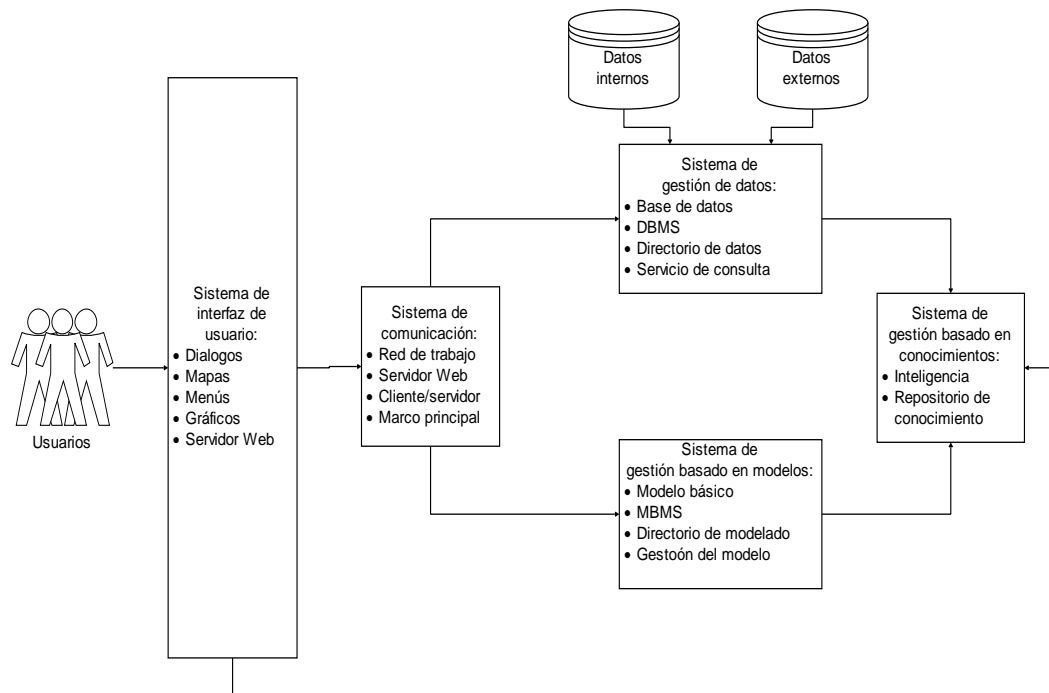 Datos
internos
Datos
externos
Sistema de
gestión de datos:
• Base de datos
• DBMS
• Directorio de datos
• Servicio de consulta
Sistema de
interfaz de
usuario:
• Dialogos
• Mapas
• Menús
• Gráficos
• Servidor Web
Sistema de
comunicación:
• Red de trabajo
• Servidor Web
• Cliente/servidor
• Marco principal
Sistema de
gestión basado en
conocimientos:
• Inteligencia
• Repositorio de
conocimiento
Usuarios
Sistema de
gestión basado en modelos:
• Modelo básico
• MBMS
• Directorio de modelado
• Gestoón del modelo